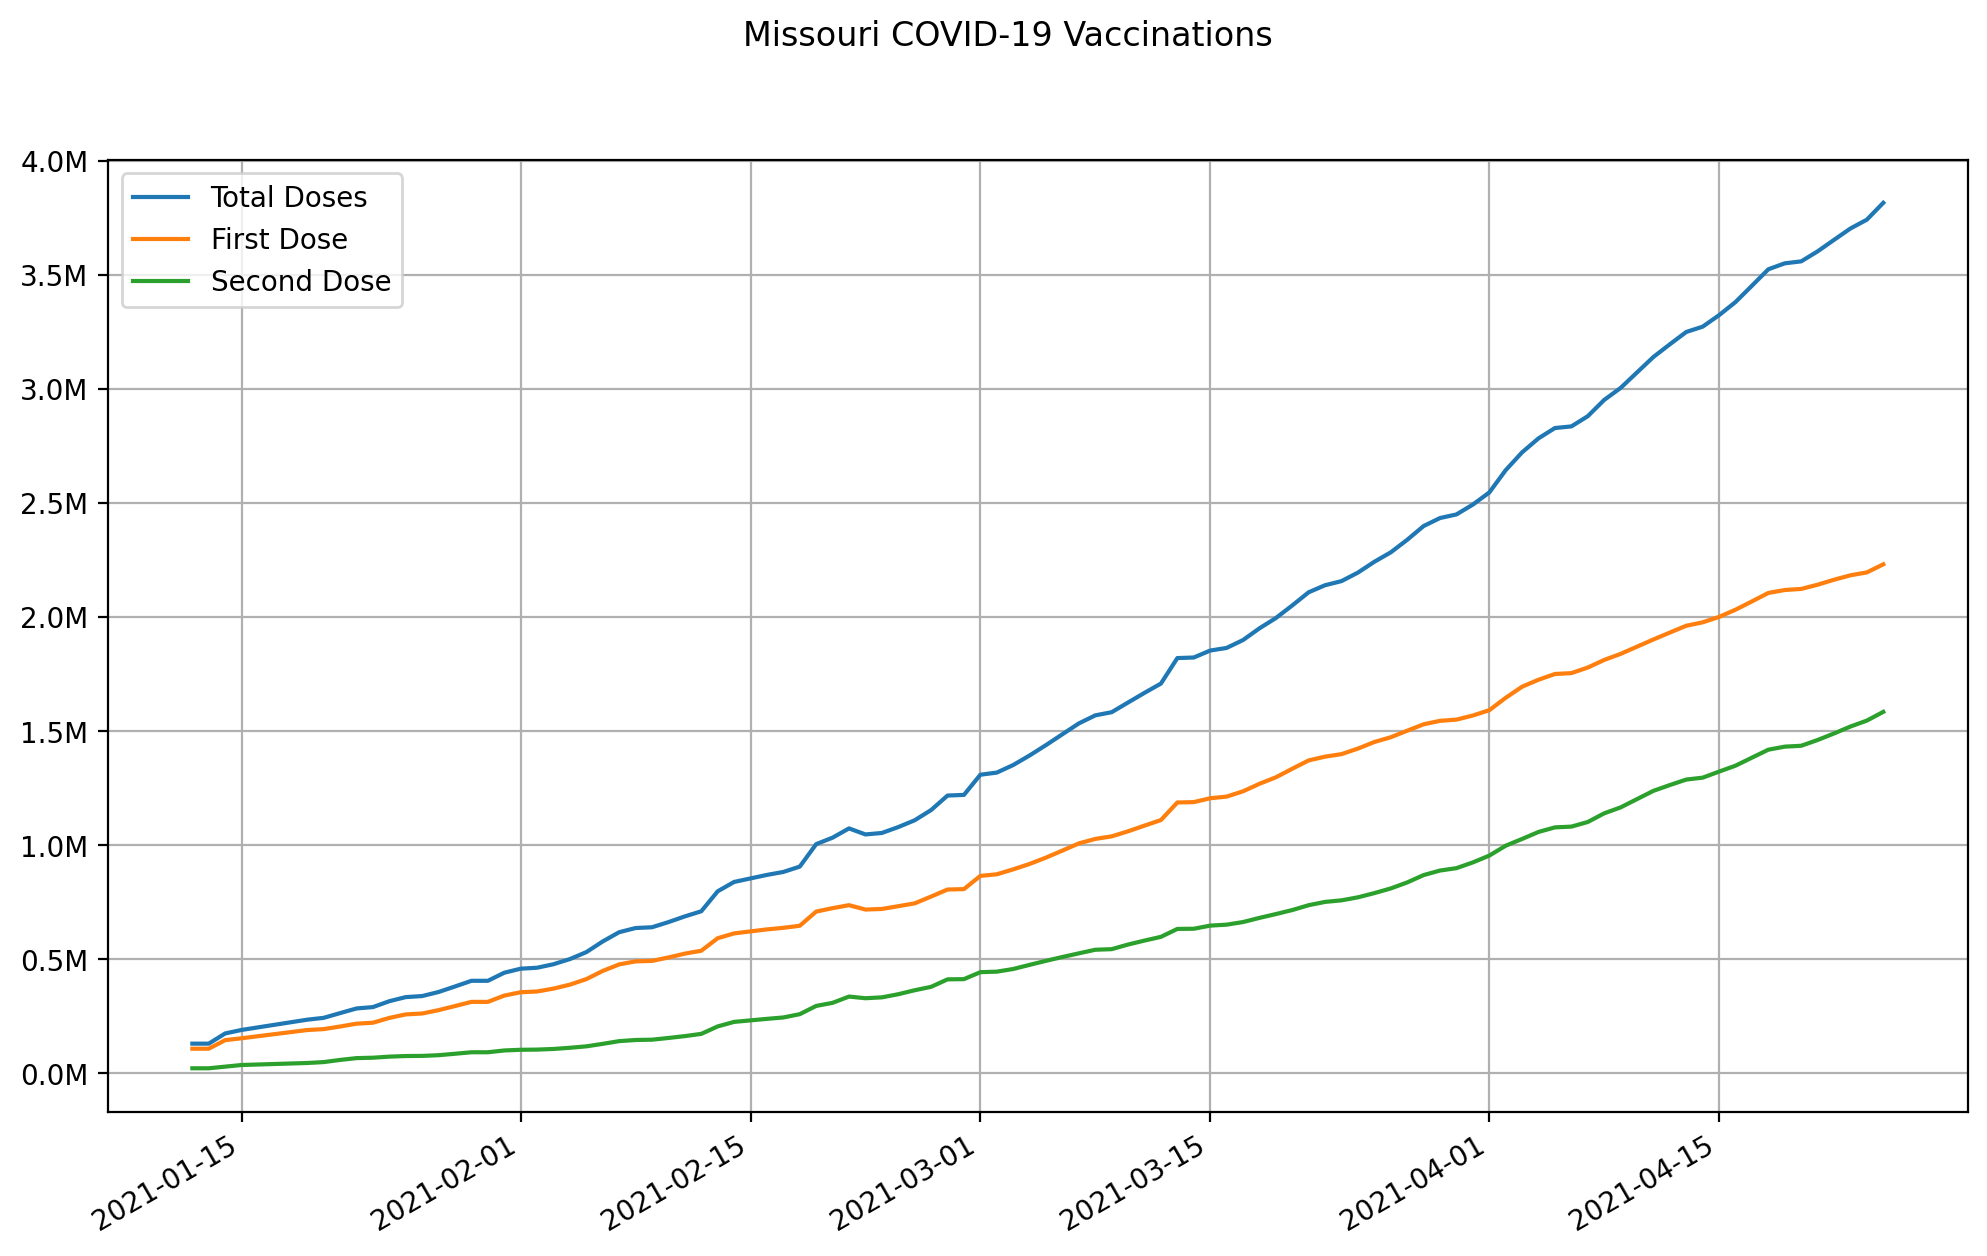 Missouri COVID-19 Vaccinations
4.0M
3.5M
3.0M
2.5M
2.0M
1.5M
1.0M
0.5M
0.0M
Total Doses
First Dose
Second Dose
2021-01-15
2021-02-01
2021-02-15
2021-03-01
2021-03-15
2021-04-01
2021-04-15